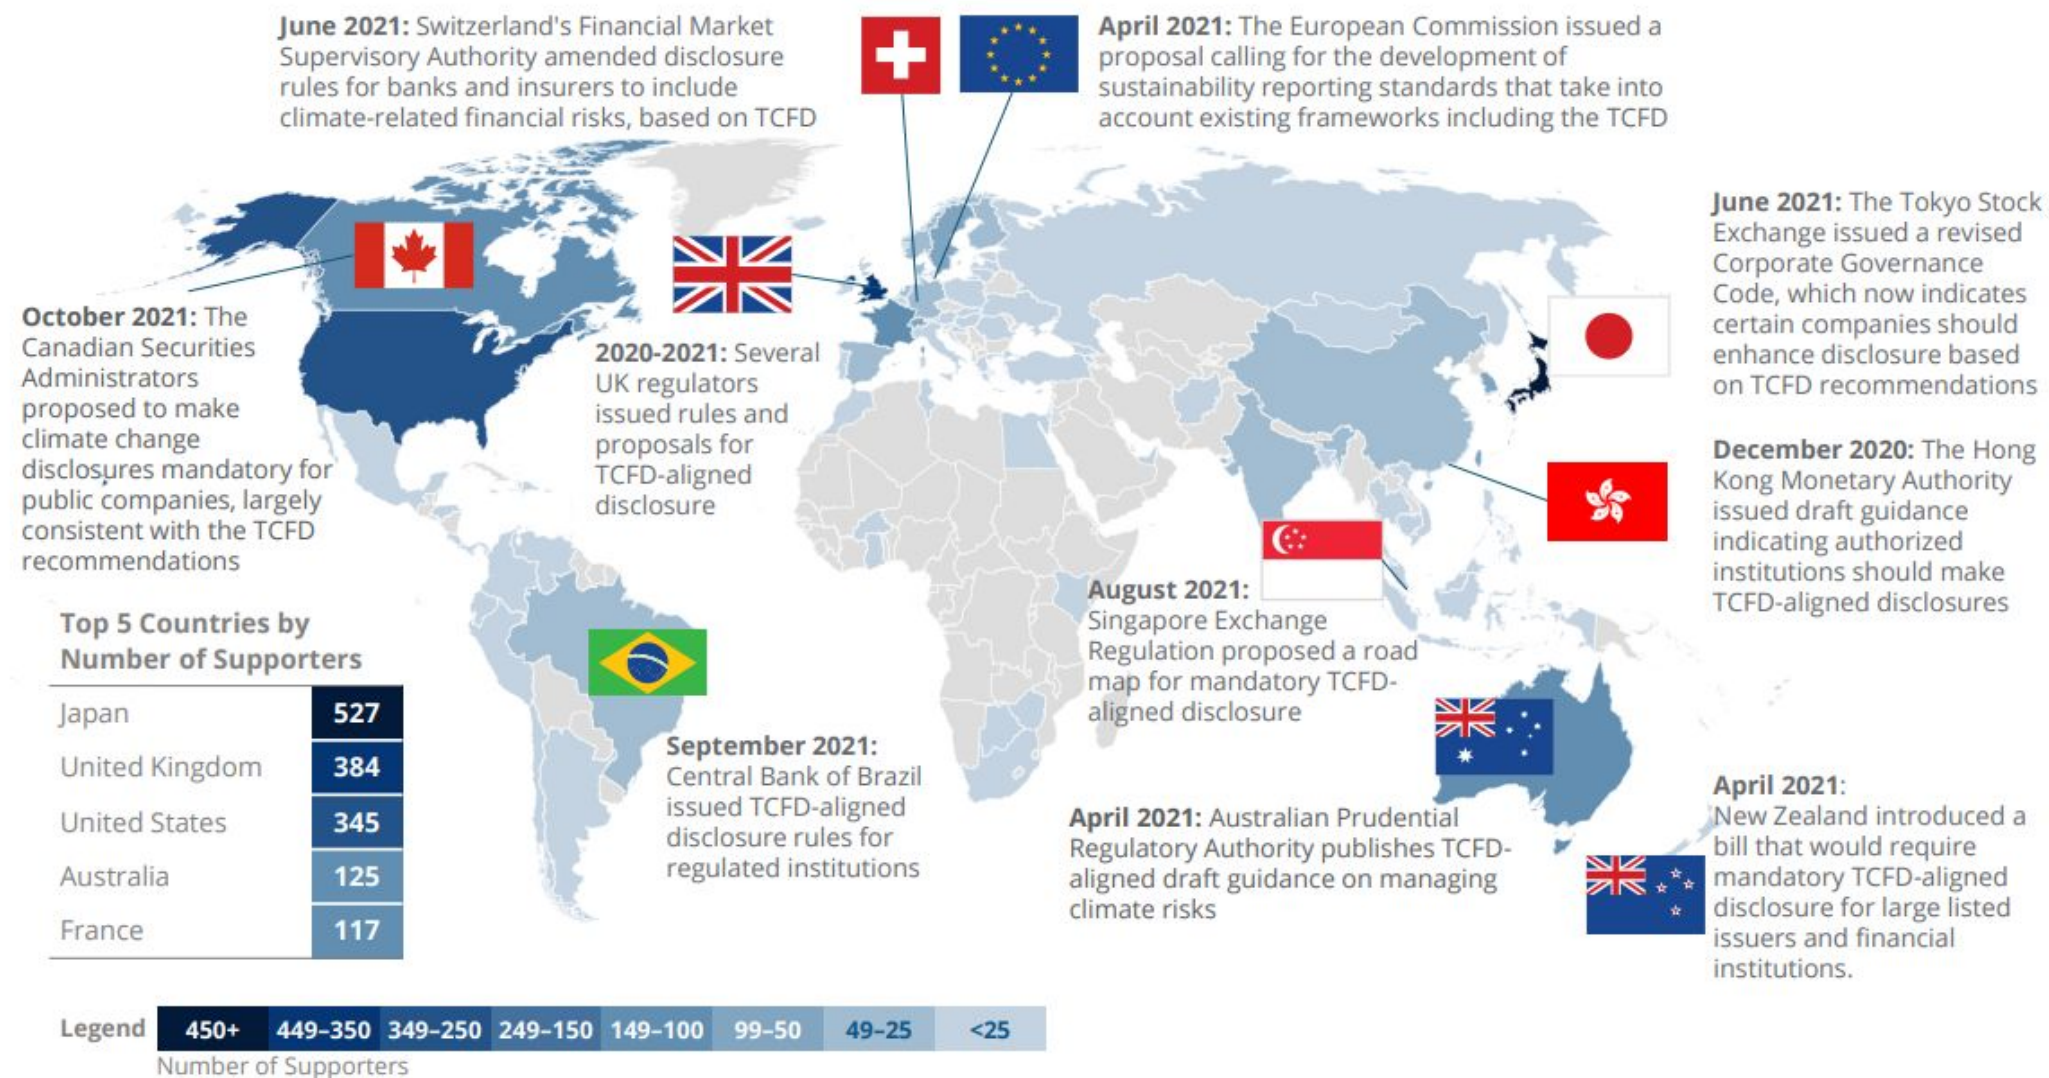 June 2021: Switzerland's Financial Market
Supervisory Authority amended disclosure
rules for banks and insurers to include
climate-related financial risks, based on TCFD
April 2021: The European Commission issued a
proposal calling for the development of
sustainability reporting standards that take into
account existing frameworks including the TCFD
October 2021: The
Canadian Securities
Administrators
proposed to make
climate change
disclosures mandatory for
public companies, largely
consistent with the TCFD
recommendations
2020-2021: Several
UK regulators
issued rules and
proposals for
TCFD-aligned
disclosure
June 2021: The Tokyo Stock
Exchange issued a revised
Corporate Governance
Code, which now indicates
certain companies should
enhance disclosure based
on TCFD recommendations
December 2020: The Hong
Kong Monetary Authority
issued draft guidance
indicating authorized
institutions should make
TCFD-aligned disclosures
August 2021:
Singapore Exchange
Regulation proposed a road
map for mandatory TCFD-
aligned disclosure
September 2021:
Central Bank of Brazil
issued TCFD-aligned
disclosure rules for
regulated institutions
April 2021: Australian Prudential
Regulatory Authority publishes TCFD-
aligned draft guidance on managing
climate risks
April 2021:
New Zealand introduced a
bill that would require
mandatory TCFD-aligned
disclosure for large listed
issuers and financial
institutions.
Top 5 Countries by
Number of Supporters
Japan 527
United Kingdom 384
United States 345
Australia 125
France 117
Legend 450+ 449–350 349–250 249–150 149–100 99–50 49–25 <25
Number of Supporters